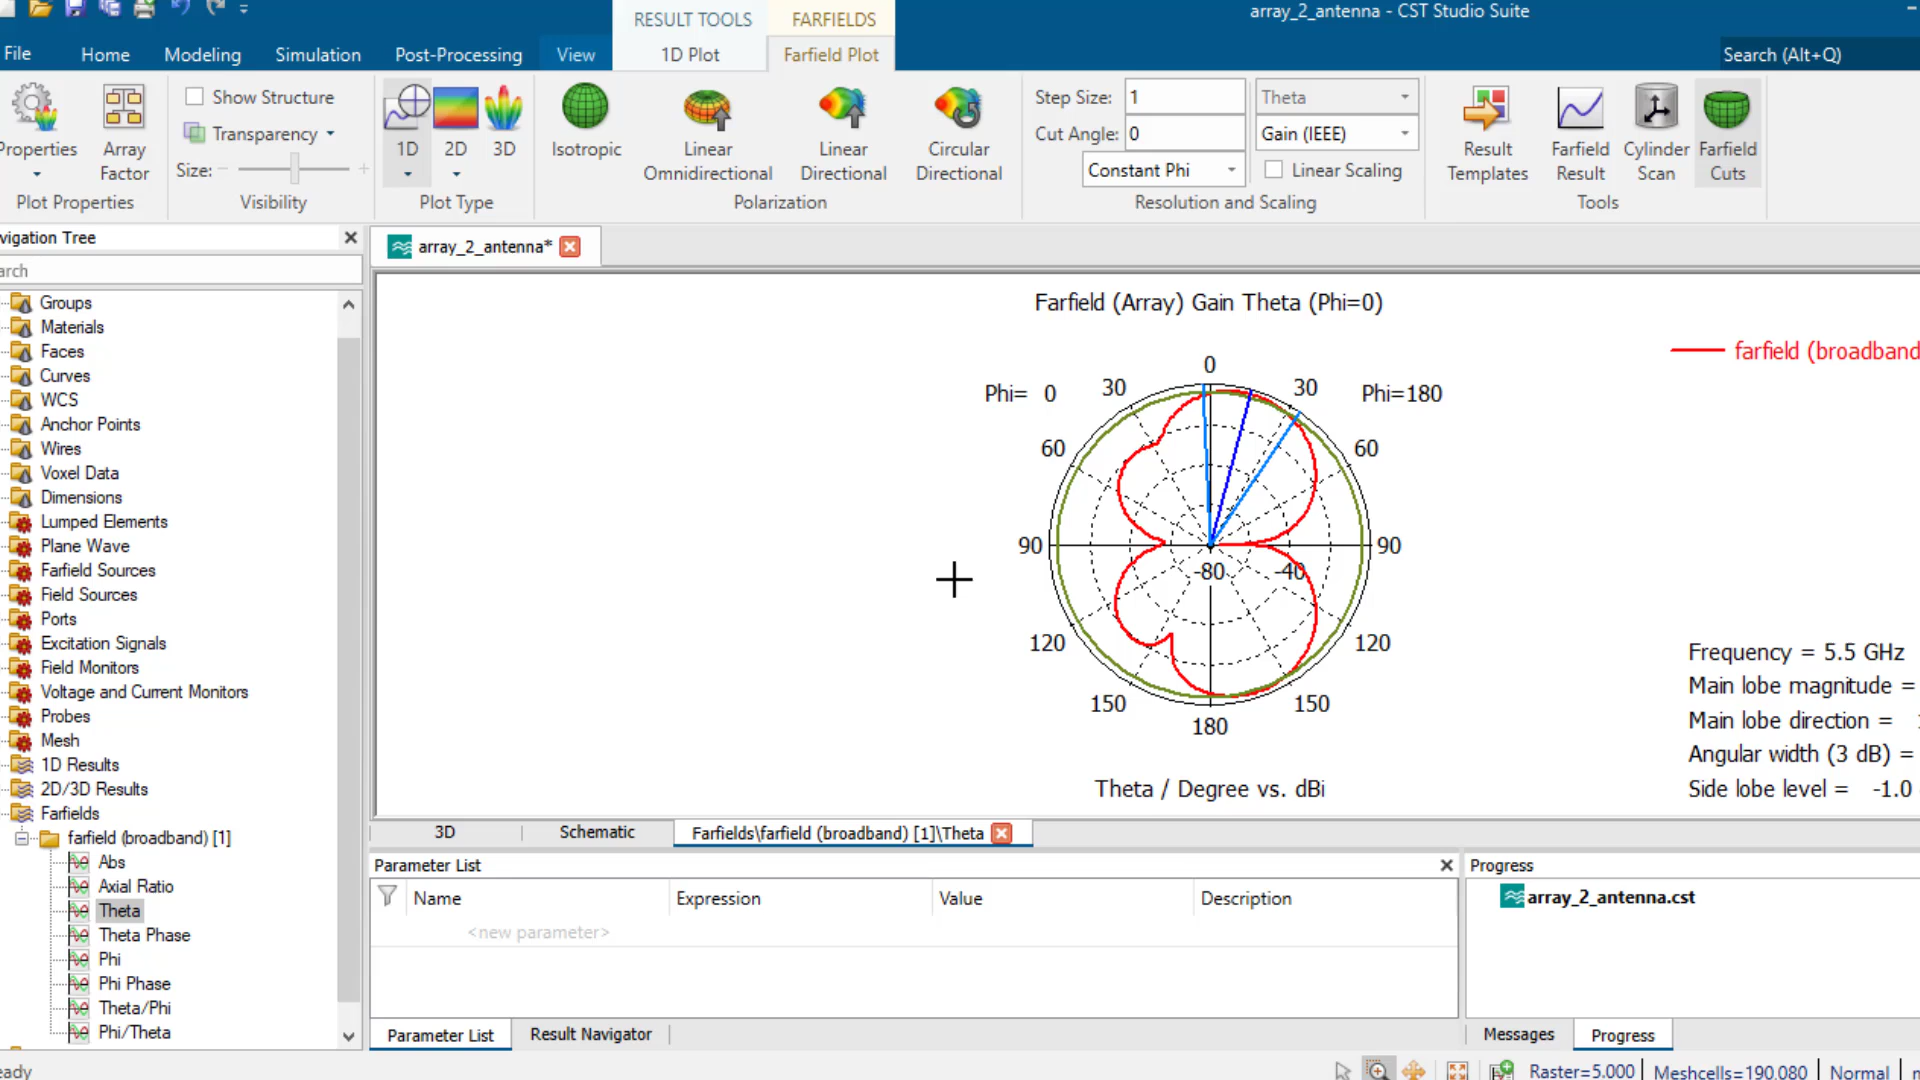 array_2_antenna - CST Studio Suite
RESULT TOOLS
FARFIELDS
File
Home
Modeling
Simulation
Post-Processing
View
1D Plot
Farfield Plot
Search (Alt+Q)
Properties
Array
Factor
Show Structure
Transparency
Size:
1D
2D
3D
Isotropic
Linear
Omnidirectional
Linear
Directional
Circular
Directional
Step Size: 1
Cut Angle: 0
Constant Phi
Theta
Gain (IEEE)
Linear Scaling
Result
Templates
Farfield
Result
Cylinder
Scan
Farfield
Cuts
Plot Properties
Visibility
Plot Type
Polarization
Resolution and Scaling
Tools
vigation Tree
arch
Groups
Materials
Faces
Curves
WCS
Anchor Points
Wires
Voxel Data
Dimensions
Lumped Elements
Plane Wave
Farfield Sources
Field Sources
Ports
Excitation Signals
Field Monitors
Voltage and Current Monitors
Probes
Mesh
1D Results
2D/3D Results
Farfields
farfield (broadband) [1]
Abs
Axial Ratio
Theta
Theta Phase
Phi
Phi Phase
Theta/Phi
Phi/Theta
array_2_antenna*
Farfield (Array) Gain Theta (Phi=0)
farfield (broadband
0
Phi= 0
30
30
Phi=180
60
60
90
90
-80
-40
120
120
150
150
180
Theta / Degree vs. dBi
Frequency = 5.5 GHz
Main lobe magnitude =
Main lobe direction =
Angular width (3 dB) =
Side lobe level = -1.0
3D
Schematic
Farfields\farfield (broadband) [1]\Theta
Parameter List
Name
Expression
Value
Description
<new parameter>
Parameter List
Result Navigator
Progress
array_2_antenna.cst
Messages
Progress
eady
Raster=5.000
Meshcells=190,080
Normal